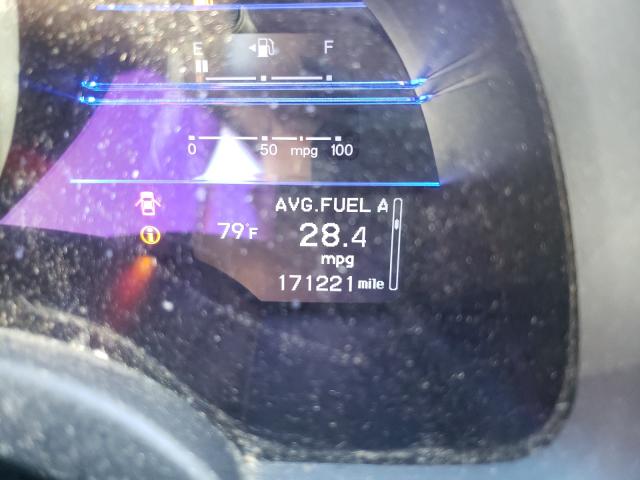 E F
0 50 mpg 100
AVG.FUEL A
79°F 28.4
mpg
171221 mile